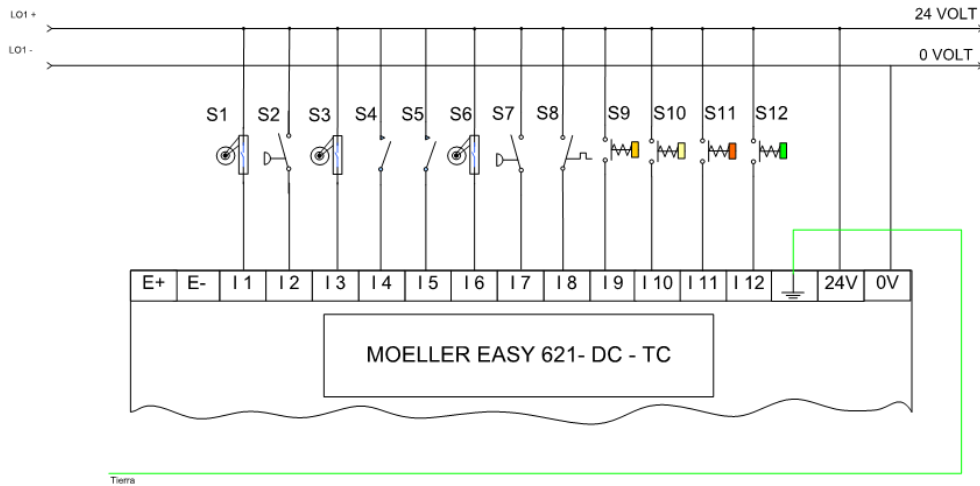 LO1 +
24 VOLT
LO1 -
0 VOLT
S1 S2 S3 S4 S5 S6 S7 S8 S9 S10 S11 S12
E+ E- I 1 I 2 I 3 I 4 I 5 I 6 I 7 I 8 I 9 I 10 I 11 I 12 24V 0V
MOELLER EASY 621- DC - TC
Tierra